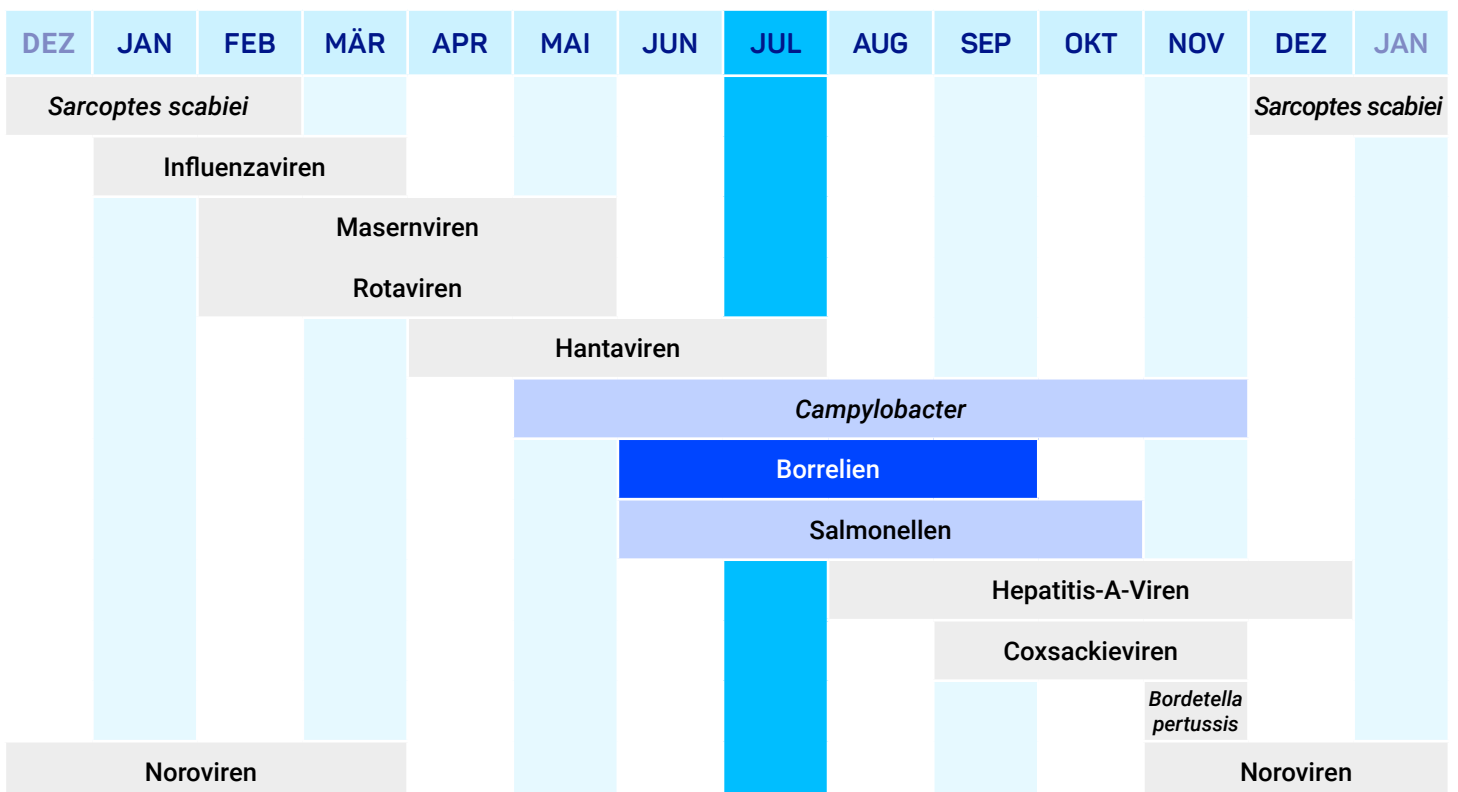 DEZ JAN FEB MÄR APR MAI JUN JUL AUG SEP OKT NOV DEZ JAN
Sarcoptes scabiei Sarcoptes scabiei
Influenzaviren
Masernviren
Rotaviren
Hantaviren
Campylobacter
Borrelien
Salmonellen
Hepatitis-A-Viren
Coxsackieviren
Bordetella
pertussis
Noroviren Noroviren